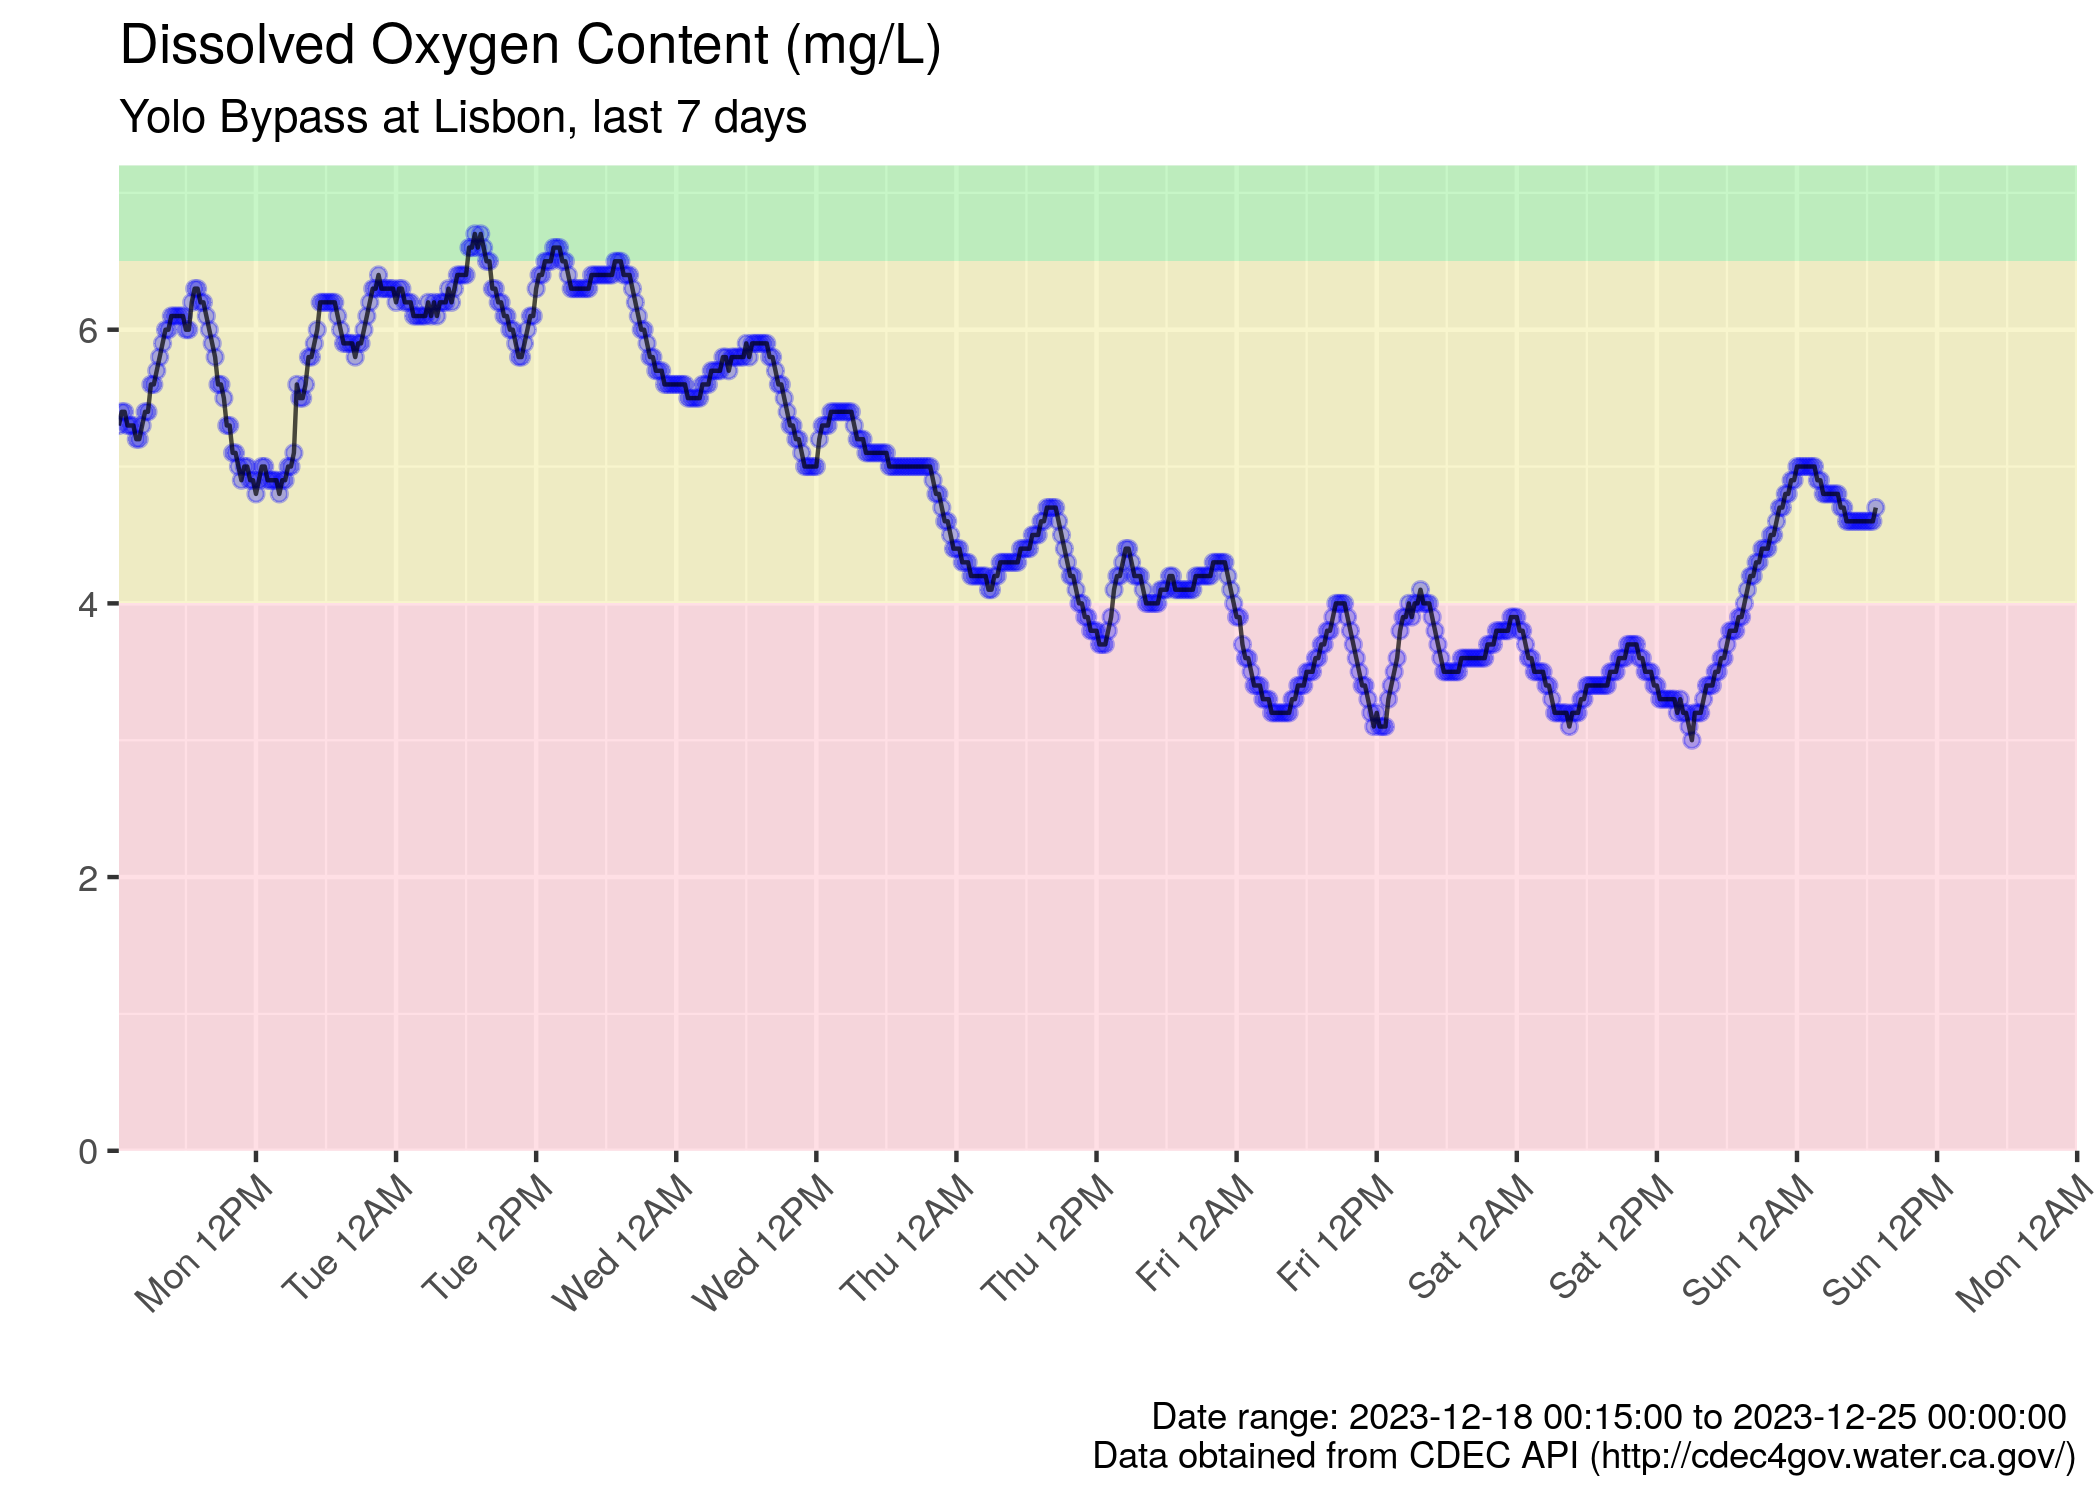 Dissolved Oxygen Content (mg/L)
Yolo Bypass at Lisbon, last 7 days
6
4
2
0
Mon 12PM
Tue 12AM
Tue 12PM
Wed 12AM
Wed 12PM
Thu 12AM
Thu 12PM
Fri 12AM
Fri 12PM
Sat 12AM
Sat 12PM
Sun 12AM
Sun 12PM
Mon 12AM
Date range: 2023-12-18 00:15:00 to 2023-12-25 00:00:00
Data obtained from CDEC API (http://cdec4gov.water.ca.gov/)